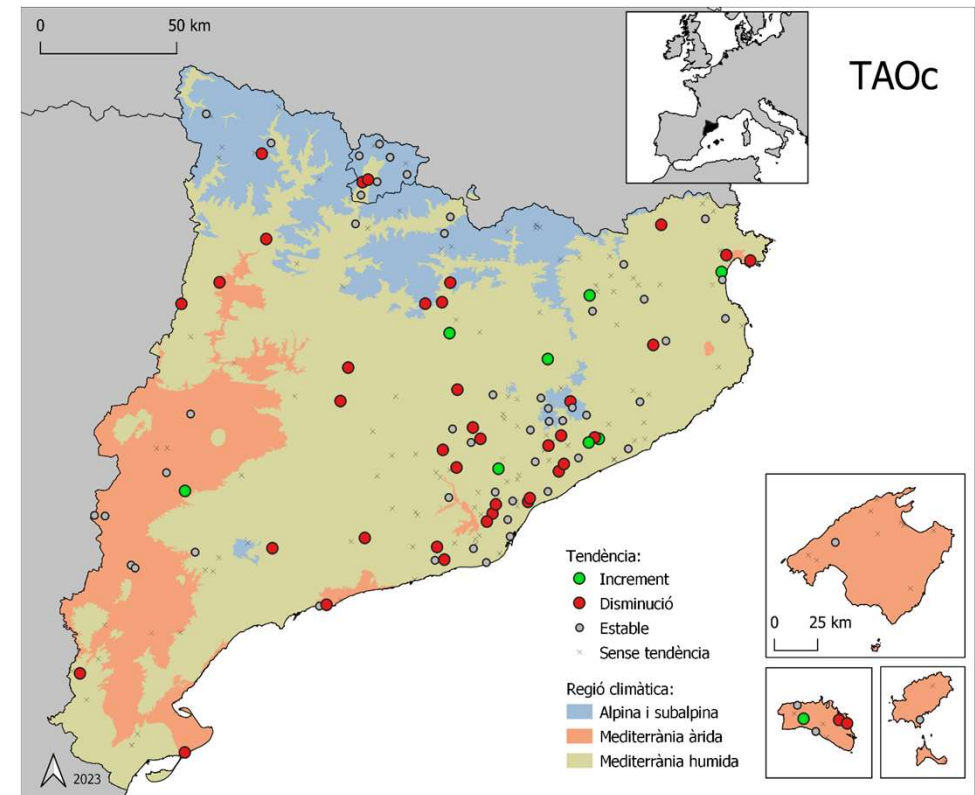 0 50 km
TAOc
Tendència:
Increment
Disminució
Estable
Sense tendència
Regió climàtica:
Alpina i subalpina
Mediterrània àrida
Mediterrània humida
0 25 km
2023